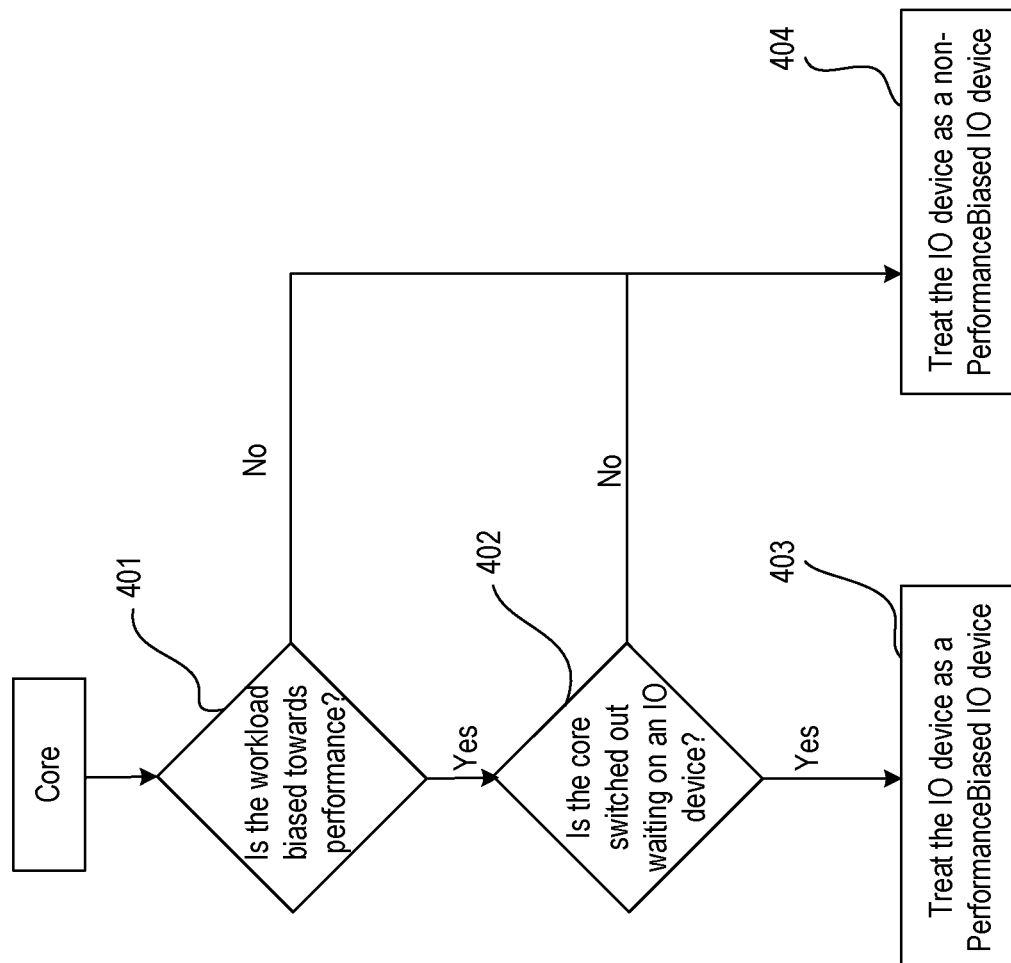 Core
401
Is the workload
biased towards
performance?
No
Yes
402
Is the core
switched out
waiting on an IO
device?
No
Yes
403
Treat the IO device as a
PerformanceBiased IO device
404
Treat the IO device as a non-
PerformanceBiased IO device